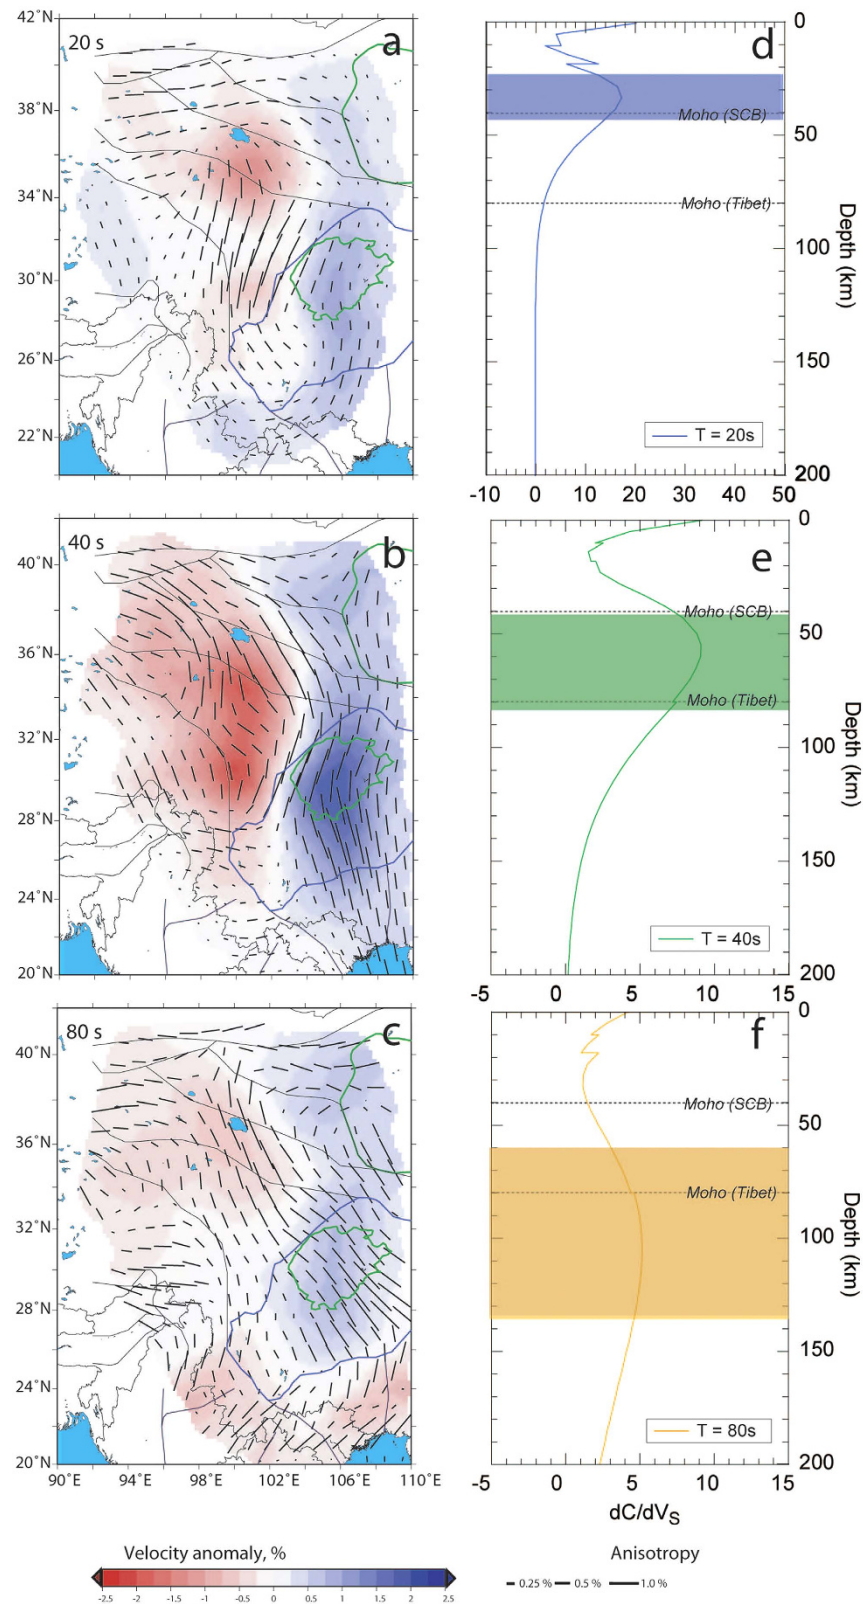 20 s
a
42°N
38°N
34°N
30°N
26°N
22°N
d
0
50
100
150
200
Depth (km)
Moho (SCB)
Moho (Tibet)
T = 20s
-10 0 10 20 30 40 50
40 s
b
40°N
36°N
32°N
28°N
24°N
20°N
e
0
50
100
150
200
Depth (km)
Moho (SCB)
Moho (Tibet)
T = 40s
-5 0 5 10 15
80 s
c
40°N
36°N
32°N
28°N
24°N
20°N
90°E 94°E 98°E 102°E 106°E 110°E
f
0
50
100
150
200
Depth (km)
Moho (SCB)
Moho (Tibet)
T = 80s
-5 0 5 10 15
dC/dVS
Velocity anomaly, %
-2.5 -2 -1.5 -1 -0.5 0 0.5 1 1.5 2 2.5
Anisotropy
0.25 % 0.5 % 1.0 %